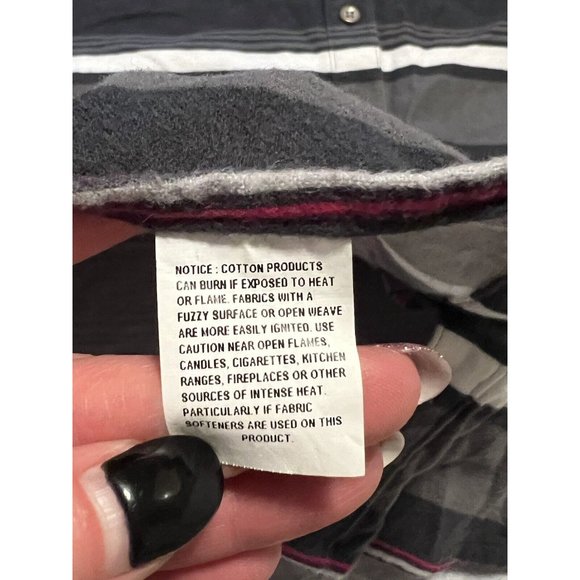 NOTICE : COTTON PRODUCTS
CAN BURN IF EXPOSED TO HEAT
OR FLAME. FABRICS WITH A
FUZZY SURFACE OR OPEN WEAVE
ARE MORE EASILY IGNITED. USE
CAUTION NEAR OPEN FLAMES,
CANDLES, CIGARETTES, KITCHEN
RANGES, FIREPLACES OR OTHER
SOURCES OF INTENSE HEAT.
PARTICULARLY IF FABRIC
SOFTENERS ARE USED ON THIS
PRODUCT.